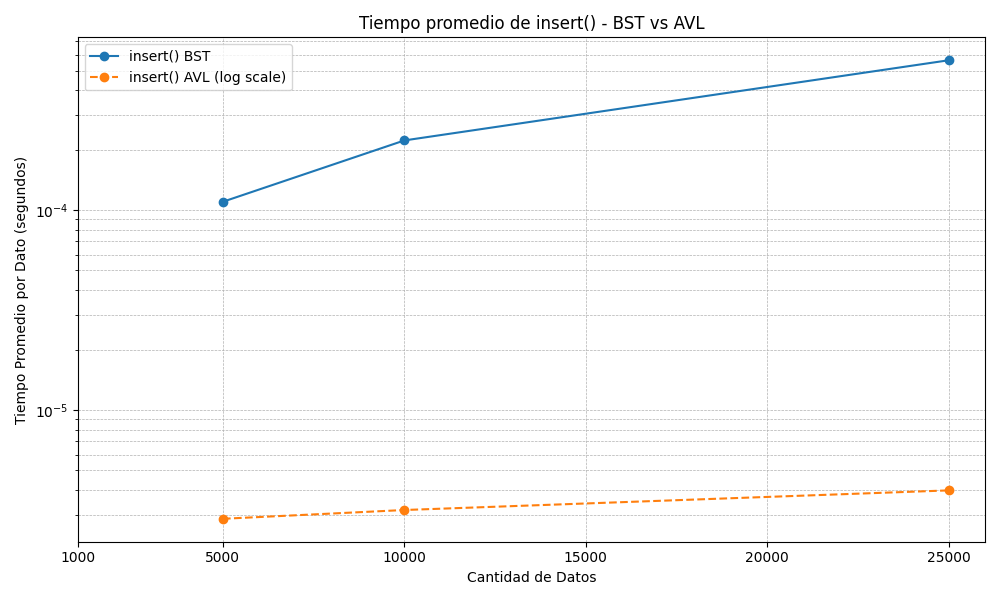 Tiempo promedio de insert() - BST vs AVL
insert() BST
insert() AVL (log scale)
Tiempo Promedio por Dato (segundos)
10⁻⁴
10⁻⁵
1000 5000 10000 15000 20000 25000
Cantidad de Datos